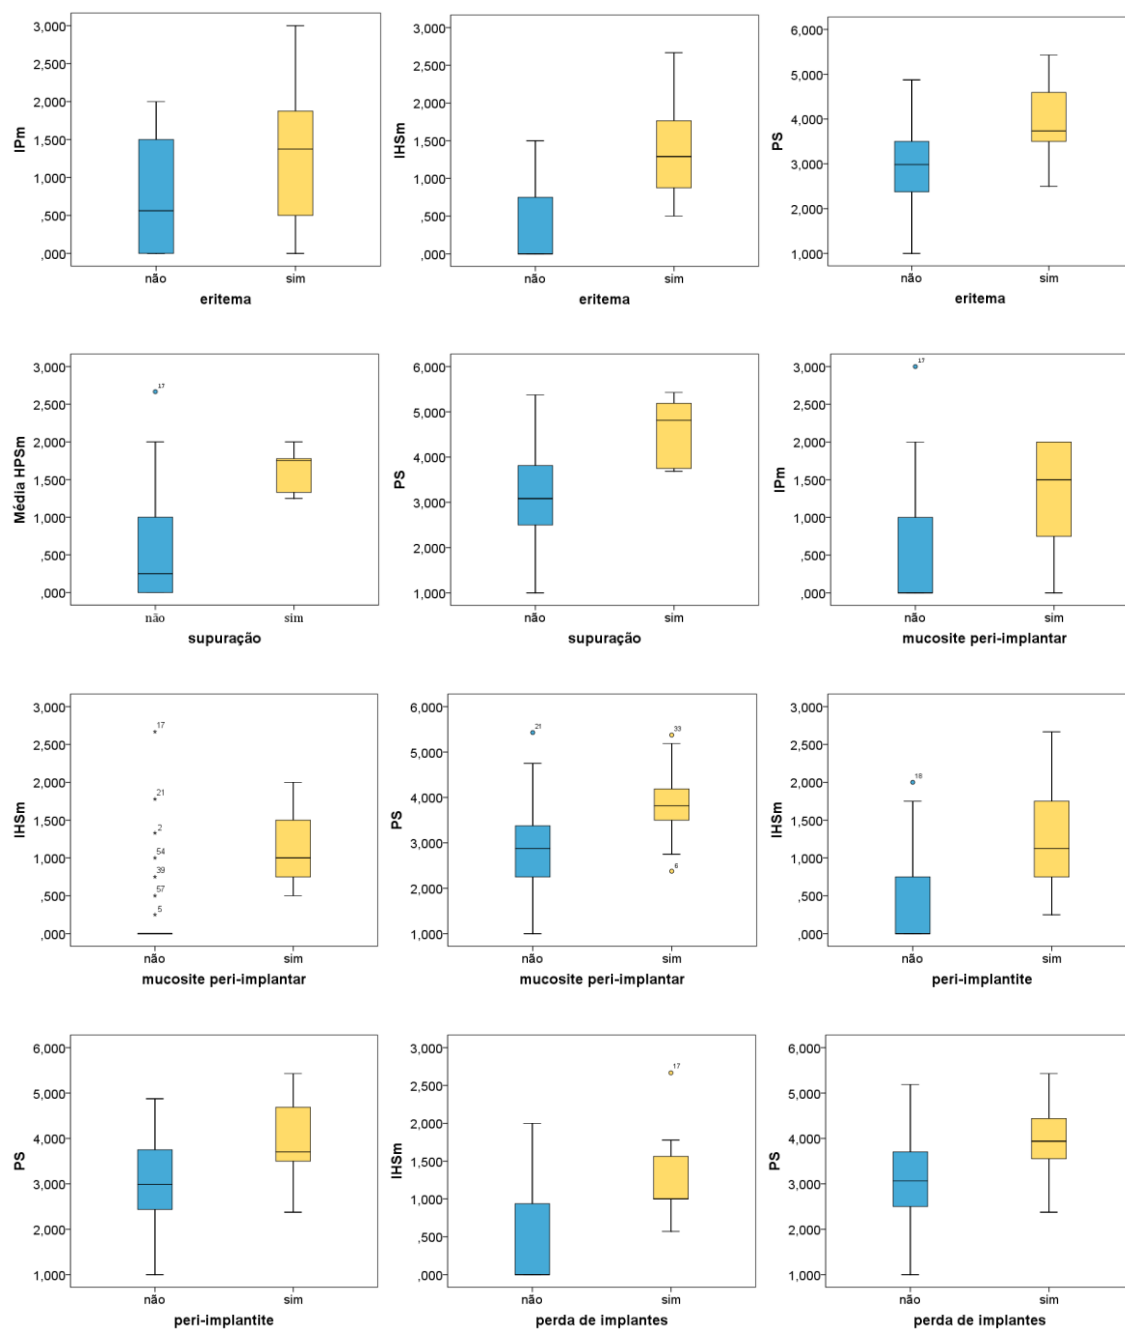 IPm
3,000
2,500
2,000
1,500
1,000
,500
,000
não
sim
eritema
IHSm
3,000
2,500
2,000
1,500
1,000
,500
,000
não
sim
eritema
PS
6,000
5,000
4,000
3,000
2,000
1,000
não
sim
eritema
Média HPSm
3,000
2,500
2,000
1,500
1,000
,500
,000
17
não
sim
supuração
PS
6,000
5,000
4,000
3,000
2,000
1,000
não
sim
supuração
IPm
3,000
2,500
2,000
1,500
1,000
,500
,000
17
não
sim
mucosite peri-implantar
IHSm
3,000
2,500
2,000
1,500
1,000
,500
,000
17
21
2
54
39
57
5
não
sim
mucosite peri-implantar
PS
6,000
5,000
4,000
3,000
2,000
1,000
21
33
6
não
sim
mucosite peri-implantar
IHSm
3,000
2,500
2,000
1,500
1,000
,500
,000
18
não
sim
peri-implantite
PS
6,000
5,000
4,000
3,000
2,000
1,000
não
sim
peri-implantite
IHSm
3,000
2,500
2,000
1,500
1,000
,500
,000
17
não
sim
perda de implantes
PS
6,000
5,000
4,000
3,000
2,000
1,000
não
sim
perda de implantes